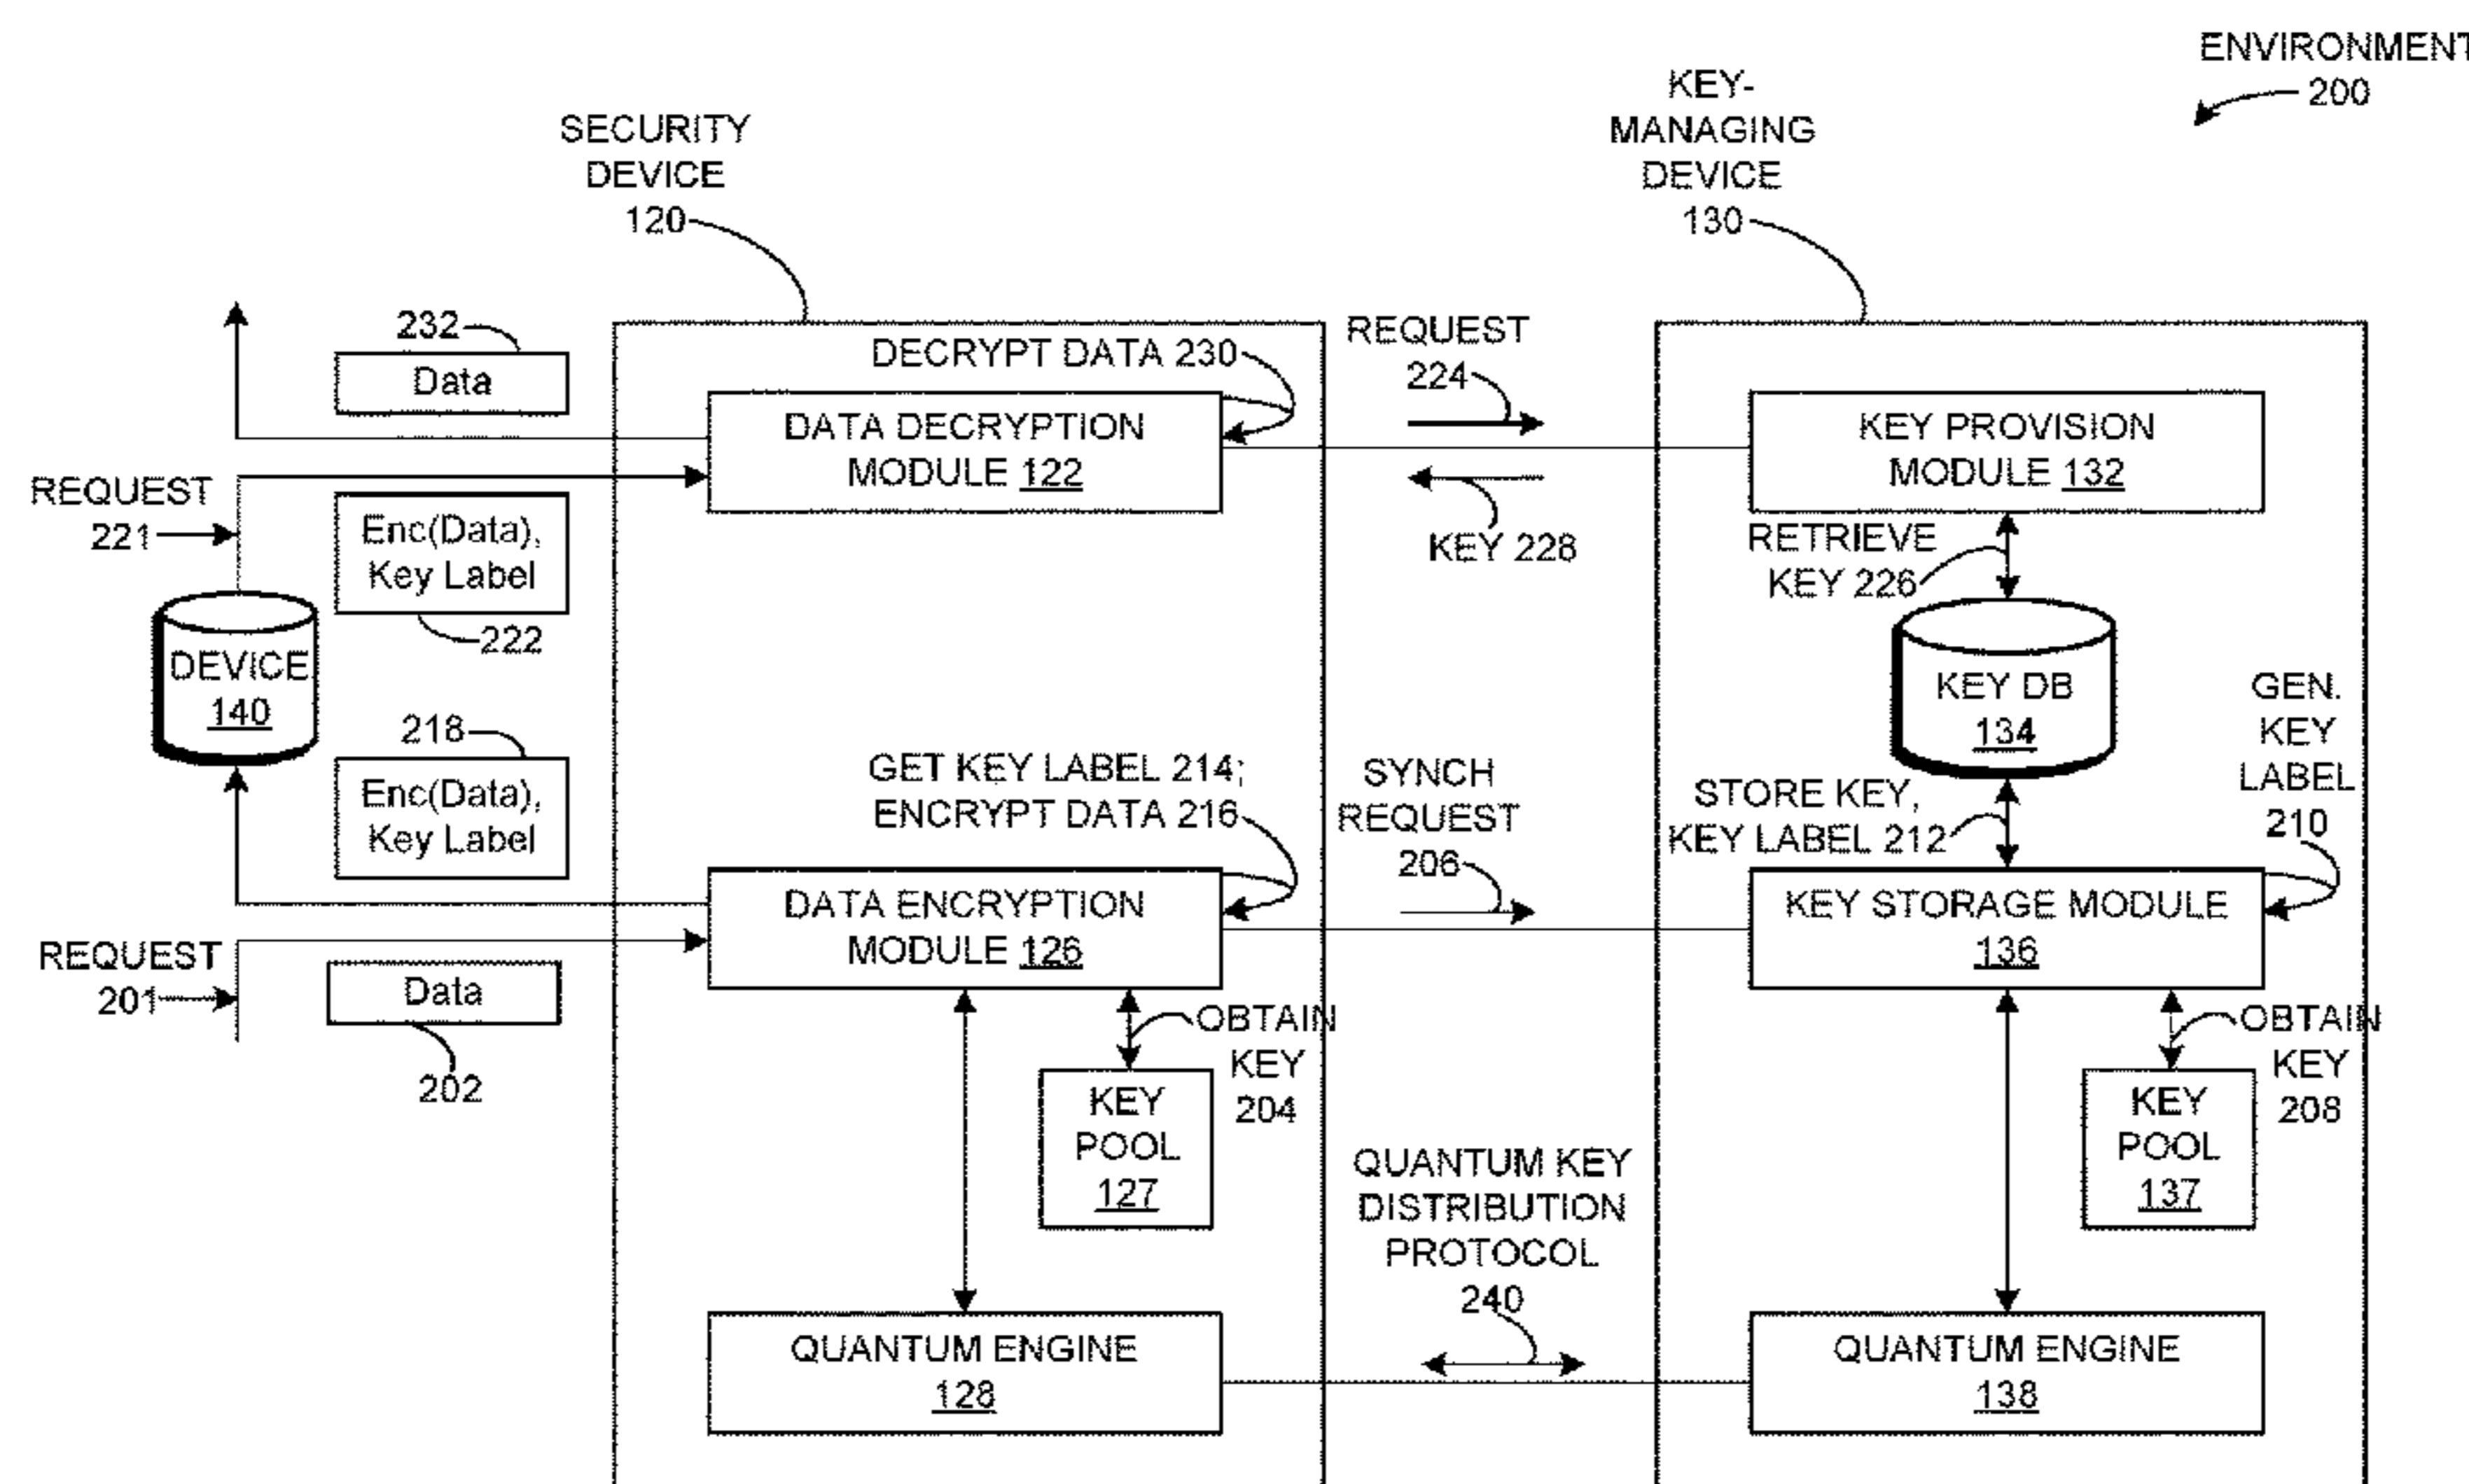 ENVIRONMENT
200
KEY-
MANAGING
DEVICE
130
SECURITY
DEVICE
120
232
Data
DECRYPT DATA 230
REQUEST
224
DATA DECRYPTION
MODULE 122
KEY PROVISION
MODULE 132
REQUEST
221
Enc(Data),
Key Label
222
KEY 228
RETRIEVE
KEY 226
DEVICE
140
KEY DB
134
GEN.
KEY
LABEL
210
218
Enc(Data),
Key Label
GET KEY LABEL 214;
ENCRYPT DATA 216
SYNCH
REQUEST
206
STORE KEY,
KEY LABEL 212
DATA ENCRYPTION
MODULE 126
KEY STORAGE MODULE
136
REQUEST
201
Data
202
OBTAIN
KEY
204
KEY
POOL
127
OBTAIN
KEY
208
KEY
POOL
137
QUANTUM KEY
DISTRIBUTION
PROTOCOL
240
QUANTUM ENGINE
128
QUANTUM ENGINE
138